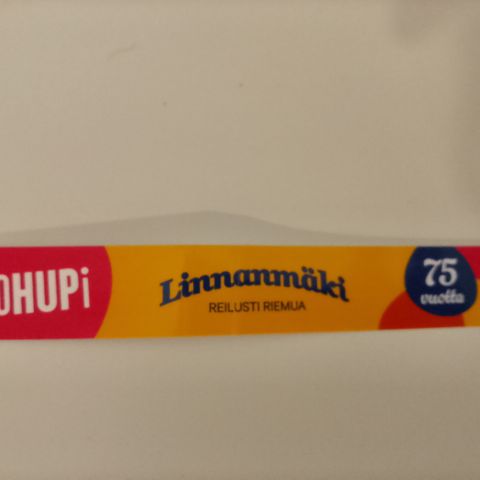 OHUPi
Linnanmäki
REILUSTI RIEMUA
75
vuotta